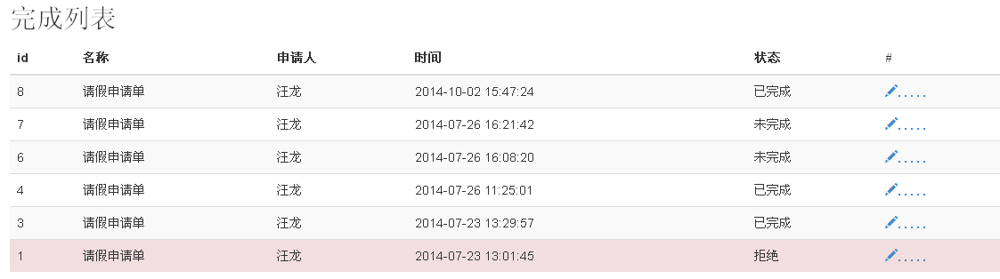 完成列表
id 名称 申请人 时间 状态 #
8 请假申请单 汪龙 2014-10-02 15:47:24 已完成 .....
7 请假申请单 汪龙 2014-07-26 16:21:42 未完成 .....
6 请假申请单 汪龙 2014-07-26 16:08:20 未完成 .....
4 请假申请单 汪龙 2014-07-26 11:25:01 已完成 .....
3 请假申请单 汪龙 2014-07-23 13:29:57 已完成 .....
1 请假申请单 汪龙 2014-07-23 13:01:45 拒绝 .....